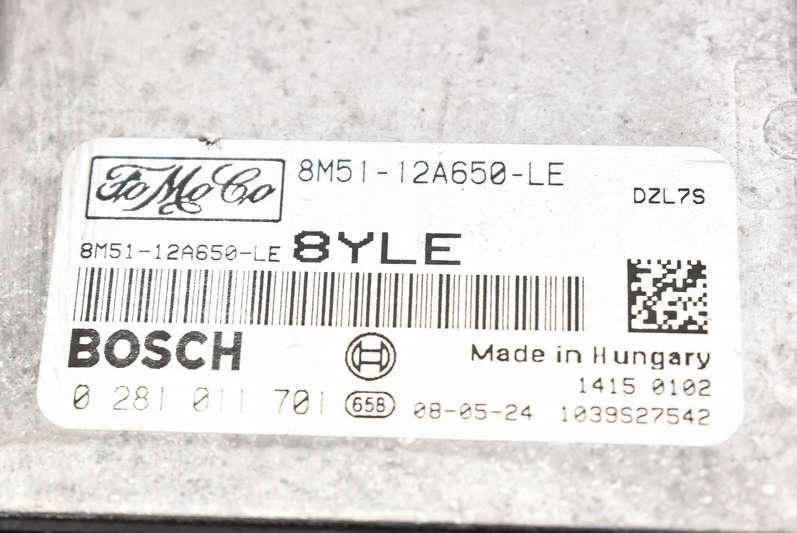 FoMoCo 8M51-12A650-LE
DZL7S
8M51-12A650-LE 8YLE
BOSCH
Made in Hungary
1415 0102
0 281 011 701 65B 08-05-24 1039S27542